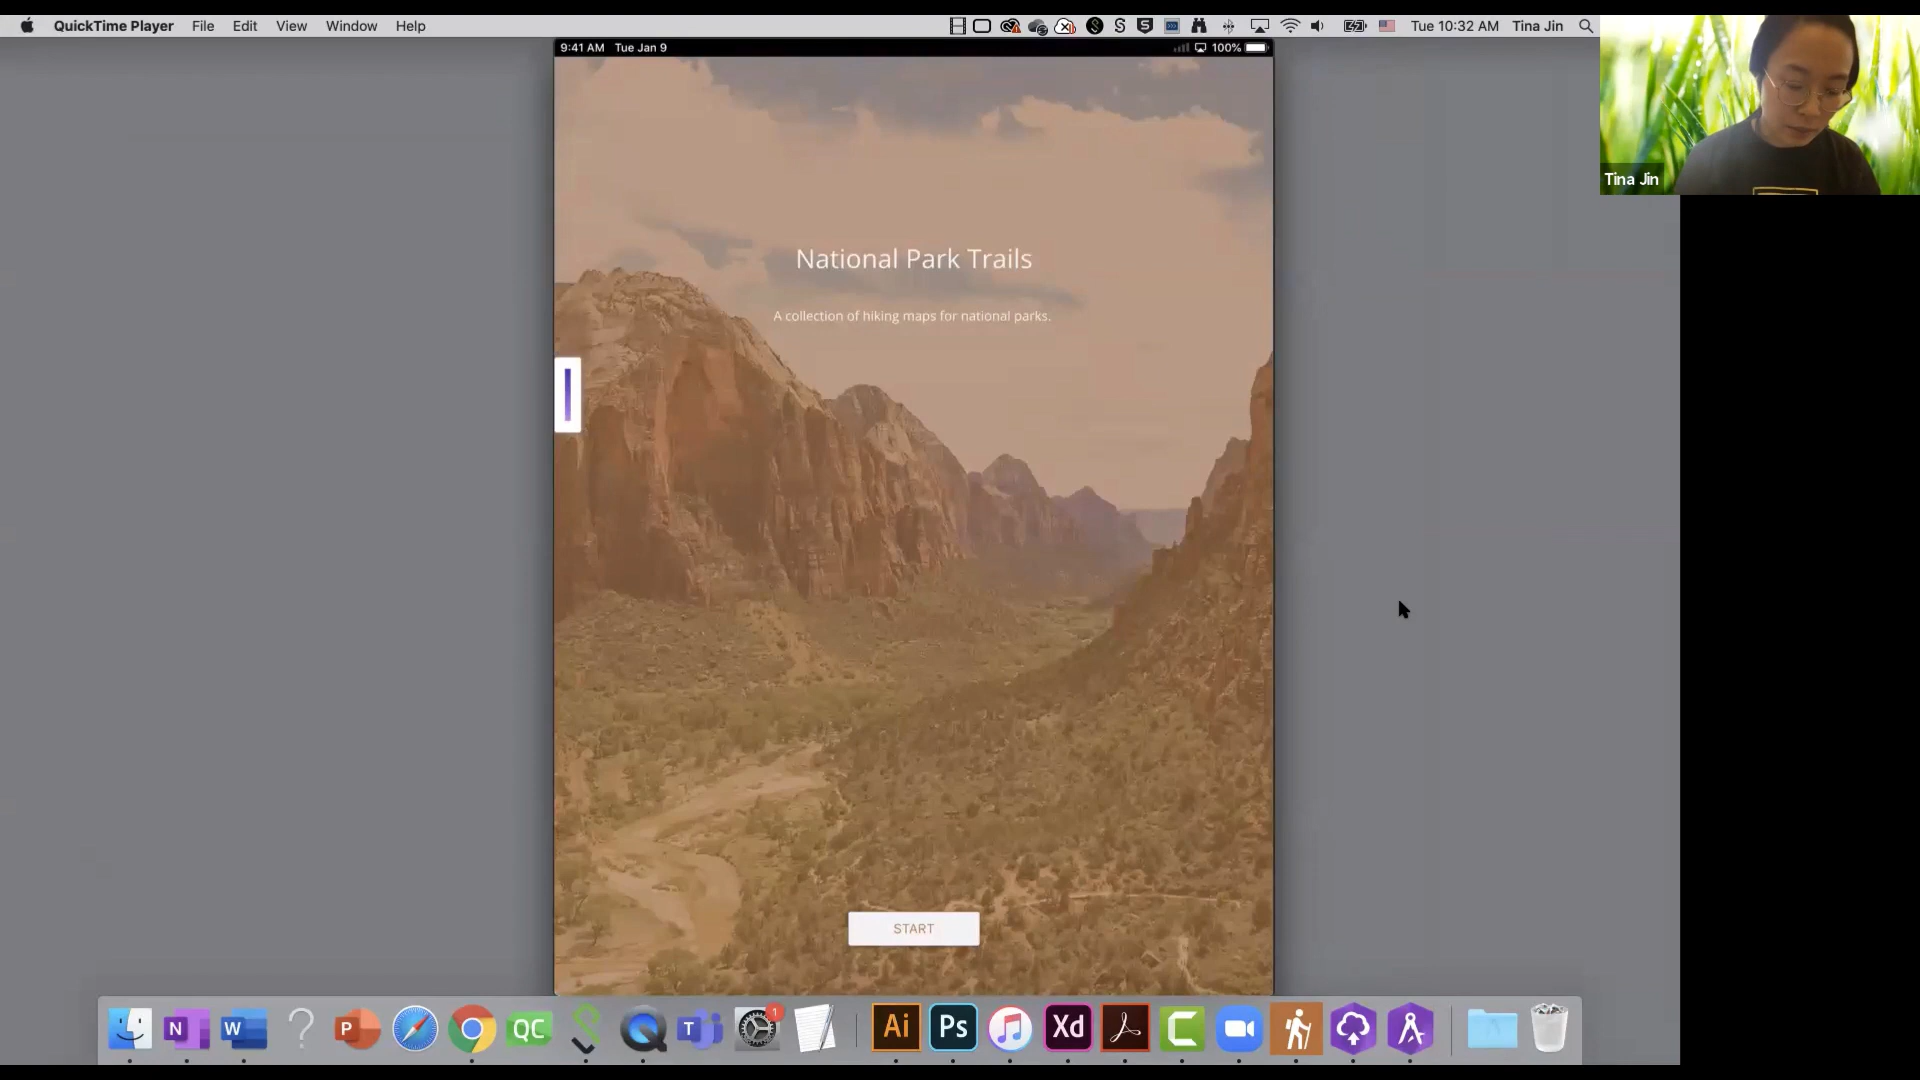 QuickTime Player File Edit View Window Help
Tue 10:32 AM Tina Jin
9:41 AM Tue Jan 9
100%
National Park Trails
A collection of hiking maps for national parks.
START
Tina Jin
N W ? P QC T 1 Ai Ps Xd